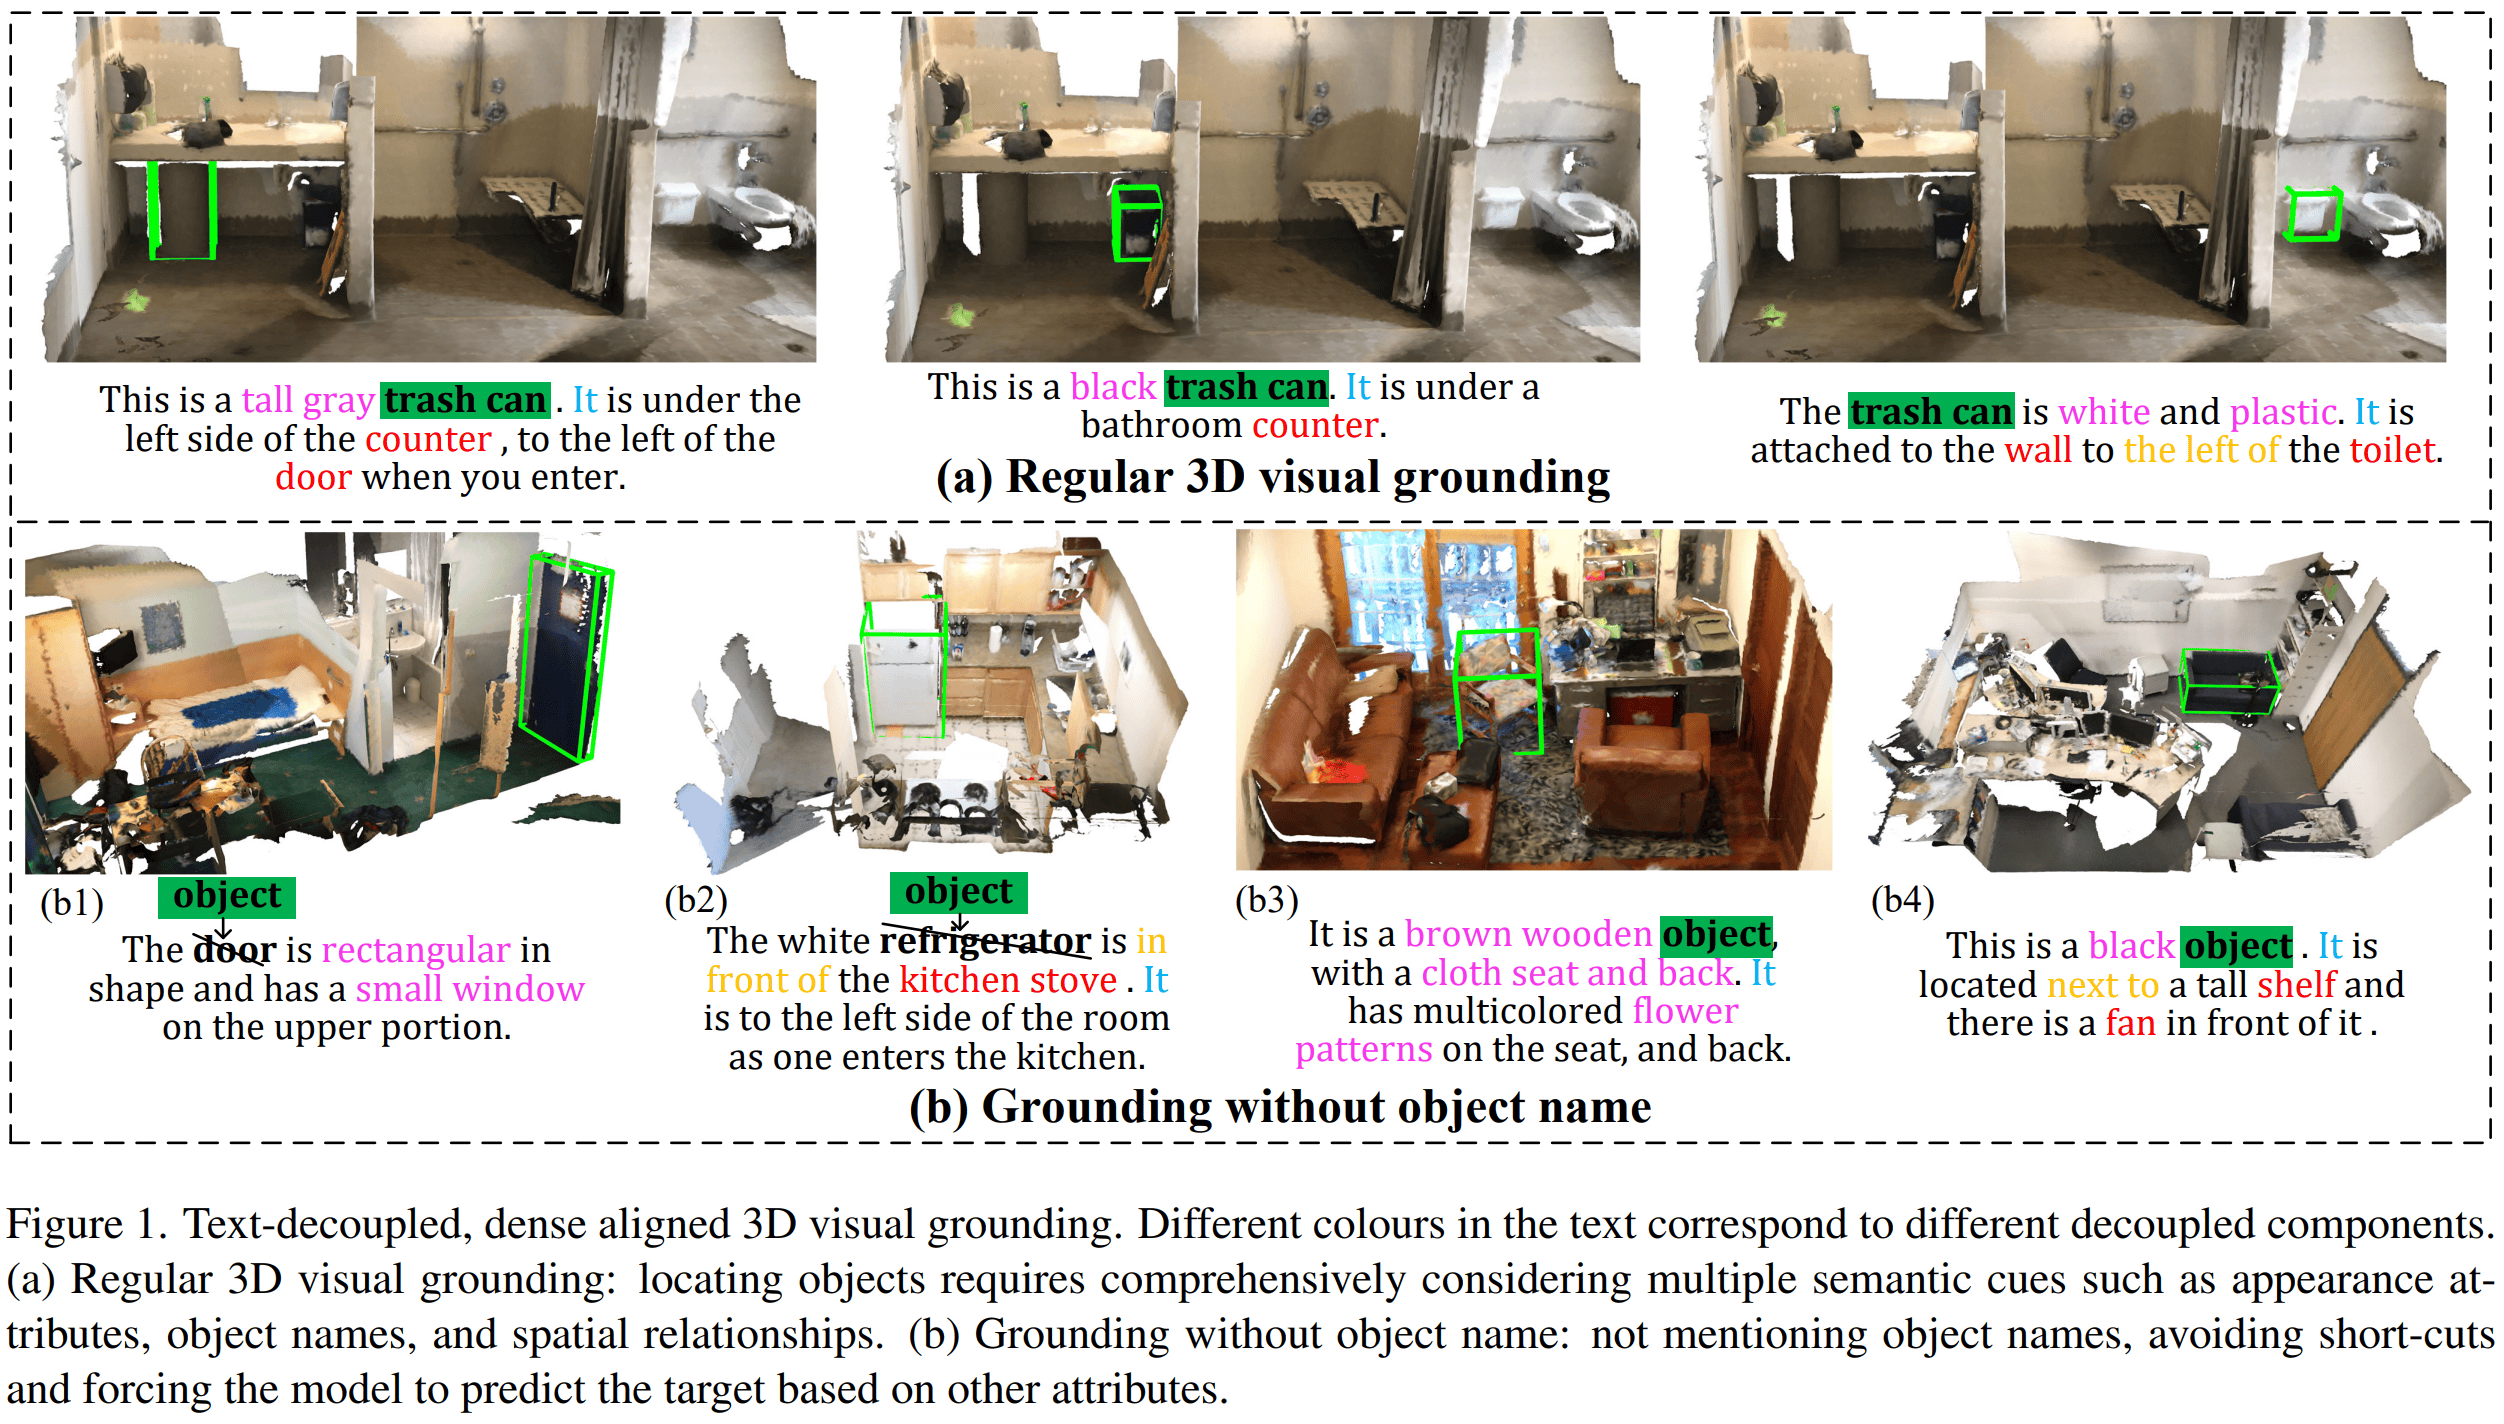 This is a tall gray trash can . It is under the
left side of the counter , to the left of the
door when you enter.
This is a black trash can. It is under a
bathroom counter.
The trash can is white and plastic. It is
attached to the wall to the left of the toilet.
(a) Regular 3D visual grounding
(b1)
object
The door is rectangular in
shape and has a small window
on the upper portion.
(b2)
object
The white refrigerator is in
front of the kitchen stove . It
is to the left side of the room
as one enters the kitchen.
(b3)
It is a brown wooden object,
with a cloth seat and back. It
has multicolored flower
patterns on the seat, and back.
(b4)
This is a black object . It is
located next to a tall shelf and
there is a fan in front of it .
(b) Grounding without object name
Figure 1. Text-decoupled, dense aligned 3D visual grounding. Different colours in the text correspond to different decoupled components.
(a) Regular 3D visual grounding: locating objects requires comprehensively considering multiple semantic cues such as appearance at-
tributes, object names, and spatial relationships. (b) Grounding without object name: not mentioning object names, avoiding short-cuts
and forcing the model to predict the target based on other attributes.